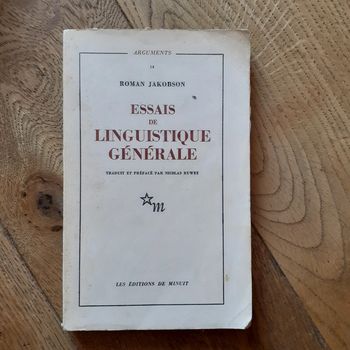 ARGUMENTS
14
ROMAN JAKOBSON
ESSAIS
DE
LINGUISTIQUE
GÉNÉRALE
TRADUIT ET PRÉFACÉ PAR NICOLAS RUWET
m
LES ÉDITIONS DE MINUIT